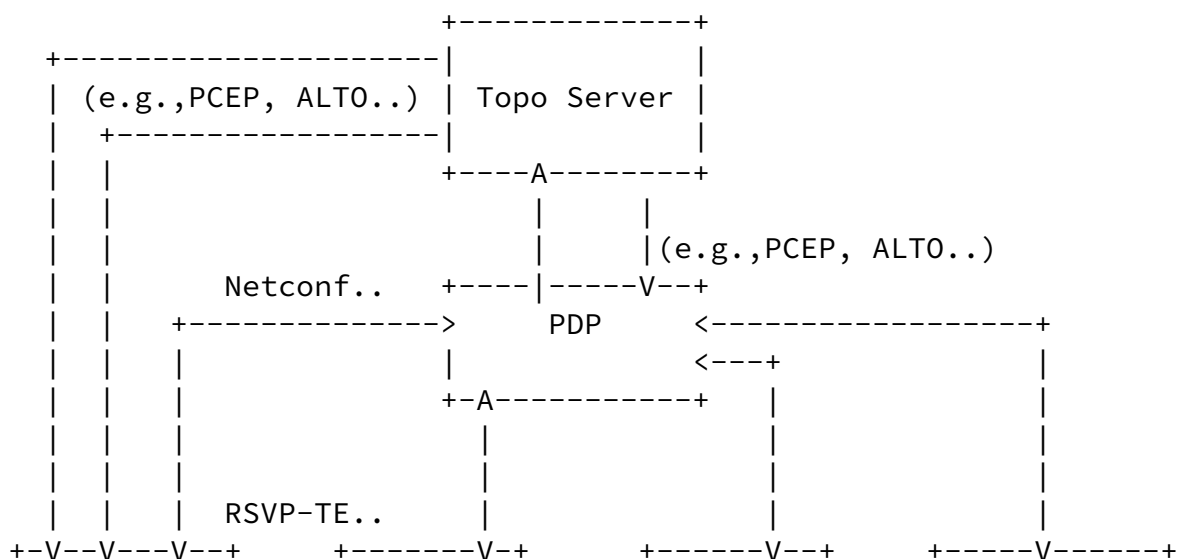 +-------------+
  +---------------------|             |
  | (e.g.,PCEP, ALTO..) | Topo Server |
  |  +------------------|             |
  |  |                  +----A--------+
  |  |                       |     |
  |  |                       |     |(e.g.,PCEP, ALTO..)
  |  |      Netconf..   +----|-----V--+
  |  |   +-------------->     PDP     <------------------+
  |  |   |              |             <---+              |
  |  |   |              +-A-----------+   |              |
  |  |   |                |               |              |
  |  |   |                |               |              |
  |  |   |  RSVP-TE..     |               |              |
+-V--V---V--+     +-------V-+      +------V--+     +-----V------+